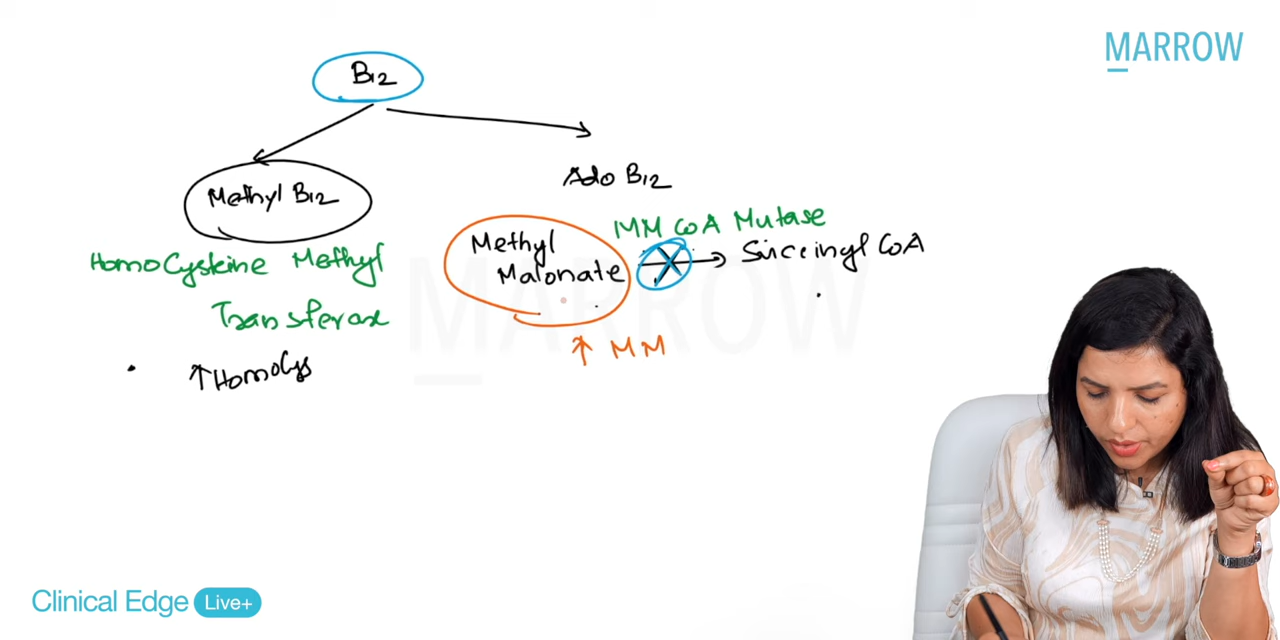 MARROW
B12
Methyl B12
Ado B12
HomoCysteine Methyl
Transferase
↑HomoCys
MM CoA Mutase
Methyl
Malonate
X → Succinyl CoA
↑ MM
MARROW
Clinical Edge Live+